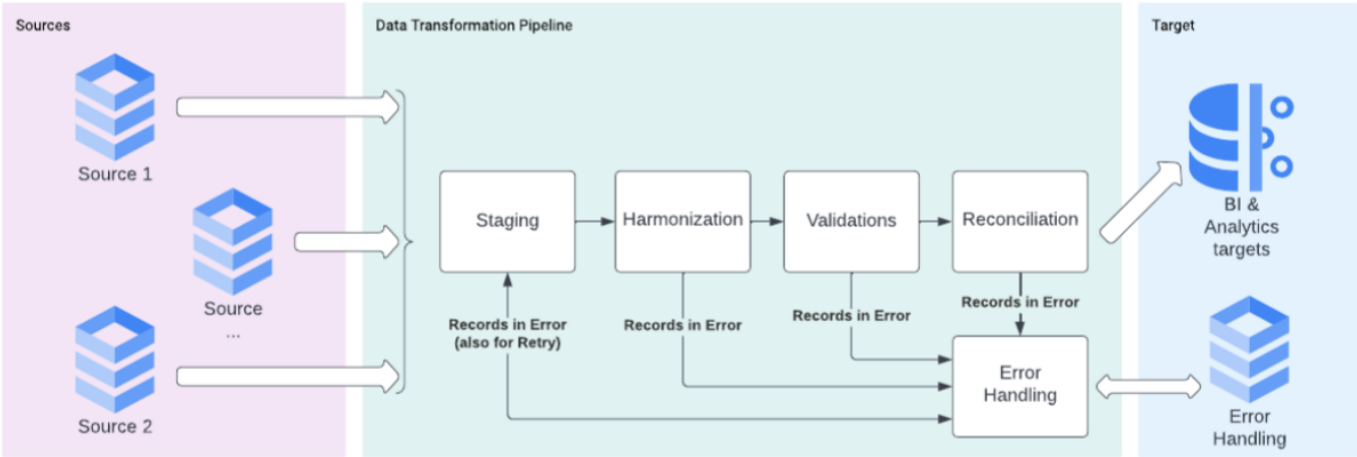 Sources
Data Transformation Pipeline
Target
Source 1
Source
...
Source 2
Staging
Harmonization
Validations
Reconciliation
Records in Error
(also for Retry)
Records in Error
Records in Error
Records in Error
Error
Handling
BI &
Analytics
targets
Error
Handling